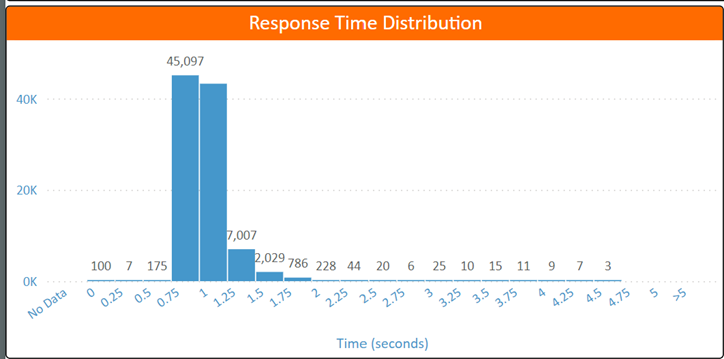 Response Time Distribution
45,097
40K
20K
7,007
2,029
786
100 7 175 228 44 20 6 25 10 15 11 9 7 3
0K
No Data 0 0.25 0.5 0.75 1 1.25 1.5 1.75 2 2.25 2.5 2.75 3 3.25 3.5 3.75 4 4.25 4.5 4.75 5 >5
Time (seconds)